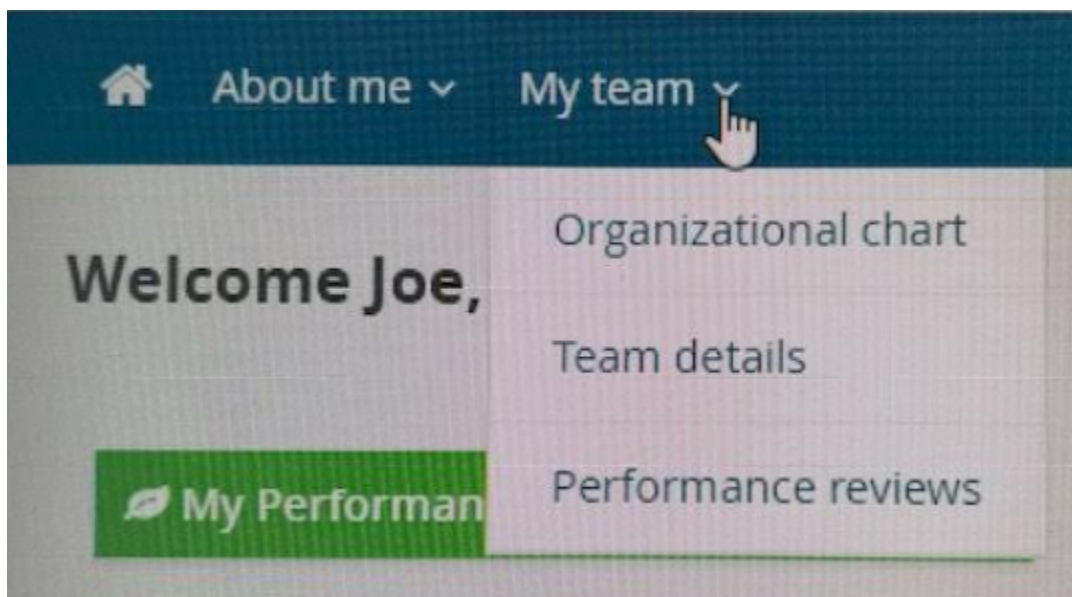 About me My team
Organizational chart
Welcome Joe,
Team details
Performance reviews
My Performan